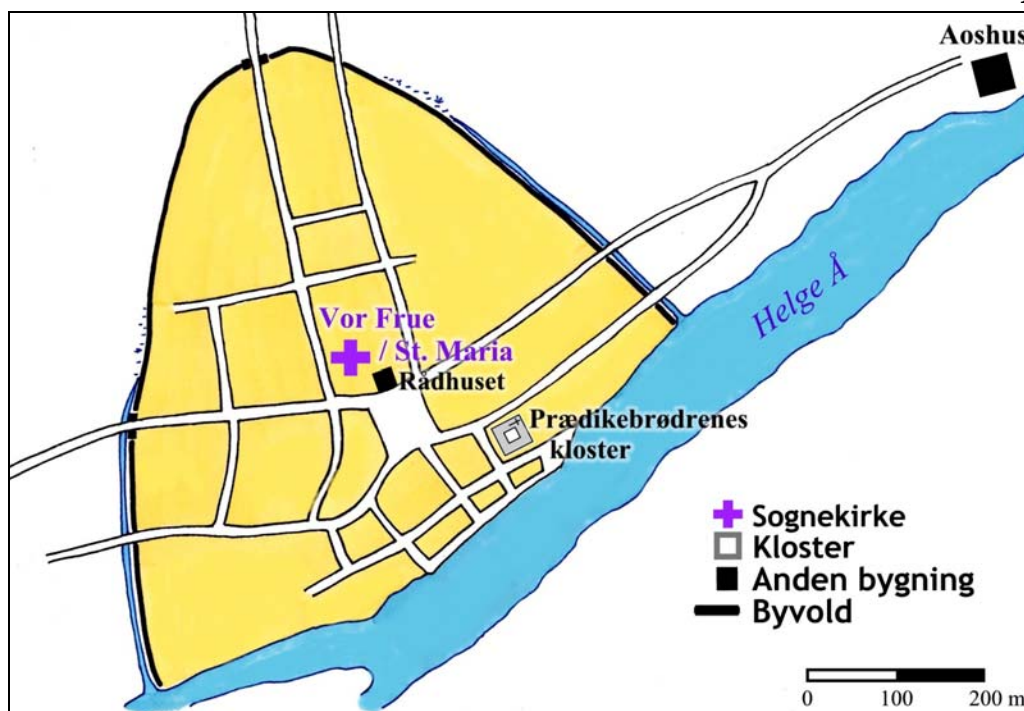 Aoshus
Helge Å
Vor Frue
/ St. Maria
Rådhuset
Prædikebrødrenes
kloster
Sognekirke
Kloster
Anden bygning
Byvold
0 100 200 m